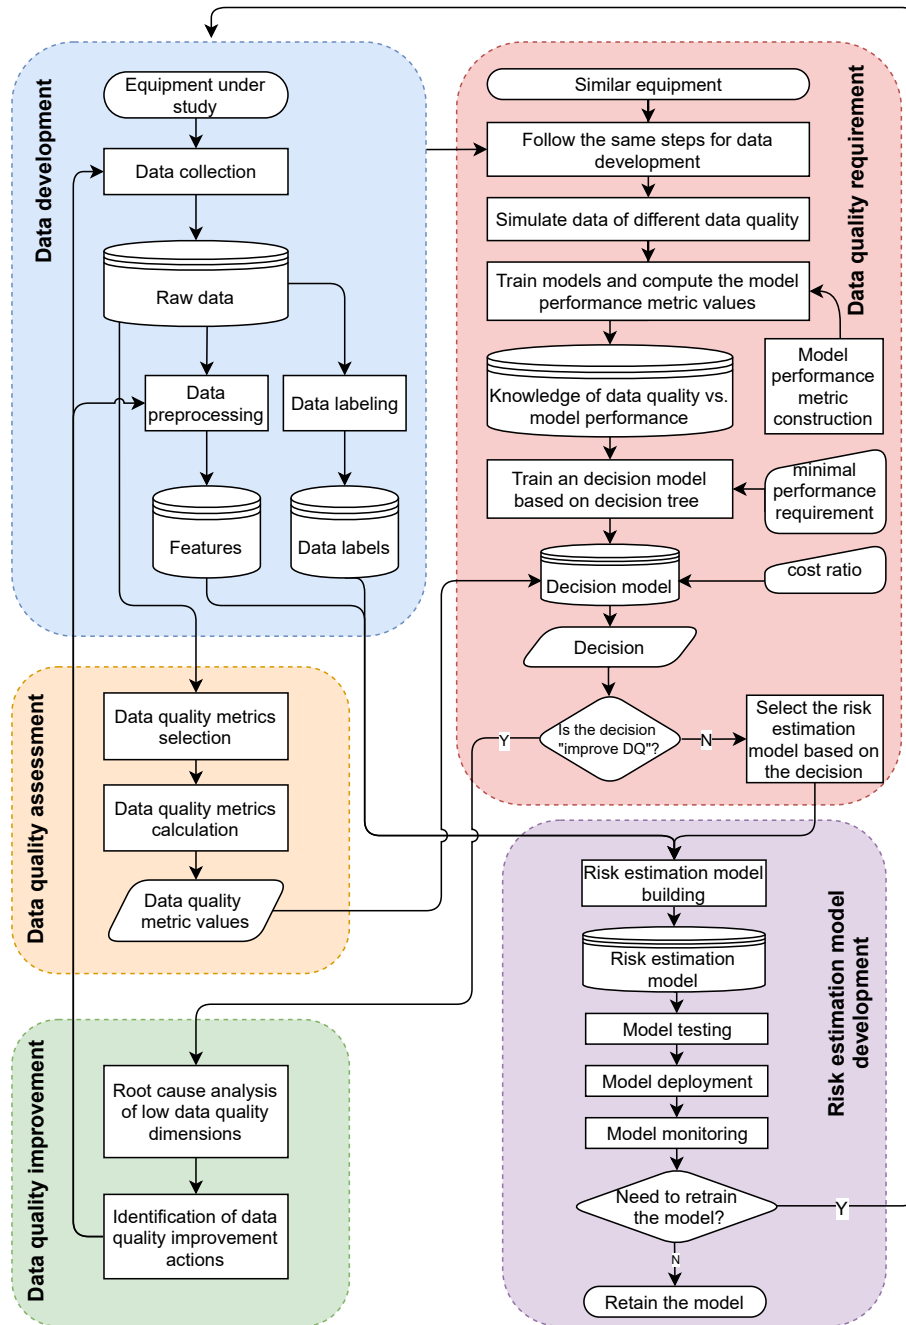 Data development
Equipment under
study
Data collection
Raw data
Data
preprocessing
Data labeling
Features
Data labels
Data quality assessment
Data quality metrics
selection
Data quality metrics
calculation
Data quality
metric values
Data quality improvement
Root cause analysis
of low data quality
dimensions
Identification of data
quality improvement
actions
Data quality requirement
Similar equipment
Follow the same steps for data
development
Simulate data of different data quality
Train models and compute the model
performance metric values
Model
performance
metric
construction
Knowledge of data quality vs.
model performance
Train an decision model
based on decision tree
minimal
performance
requirement
Decision model
cost ratio
Decision
Is the decision
"improve DQ"?
Y
N
Select the risk
estimation
model based on
the decision
Risk estimation model
development
Risk estimation model
building
Risk estimation
model
Model testing
Model deployment
Model monitoring
Need to retrain
the model?
Y
N
Retain the model